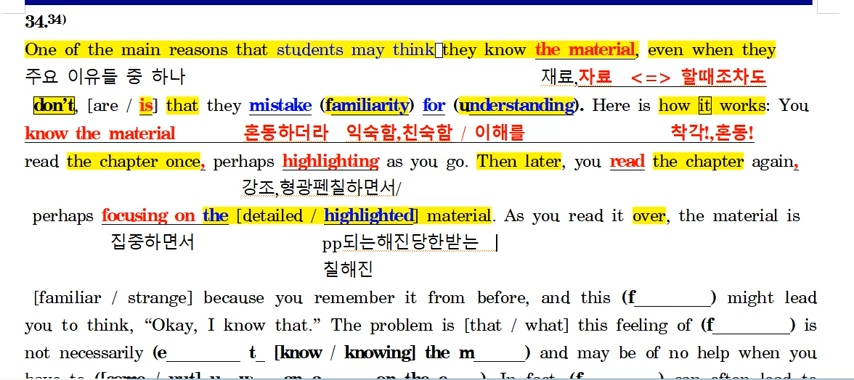 34.34)
One of the main reasons that students may think they know the material, even when they
주요 이유들 중 하나 재료,자료 <=> 할때조차도
don't, [are / is] that they mistake (familiarity) for (understanding). Here is how it works: You
know the material 혼동하더라 익숙함,친숙함 / 이해를 착각!,혼동!
read the chapter once, perhaps highlighting as you go. Then later, you read the chapter again,
강조,형광펜칠하면서/
perhaps focusing on the [detailed / highlighted] material. As you read it over, the material is
집중하면서 pp되는해진당한받는
칠해진
[familiar / strange] because you remember it from before, and this (f________) might lead
you to think, “Okay, I know that.” The problem is [that / what] this feeling of (f________) is
not necessarily (e________ t_ [know / knowing] the m_____) and may be of no help when you